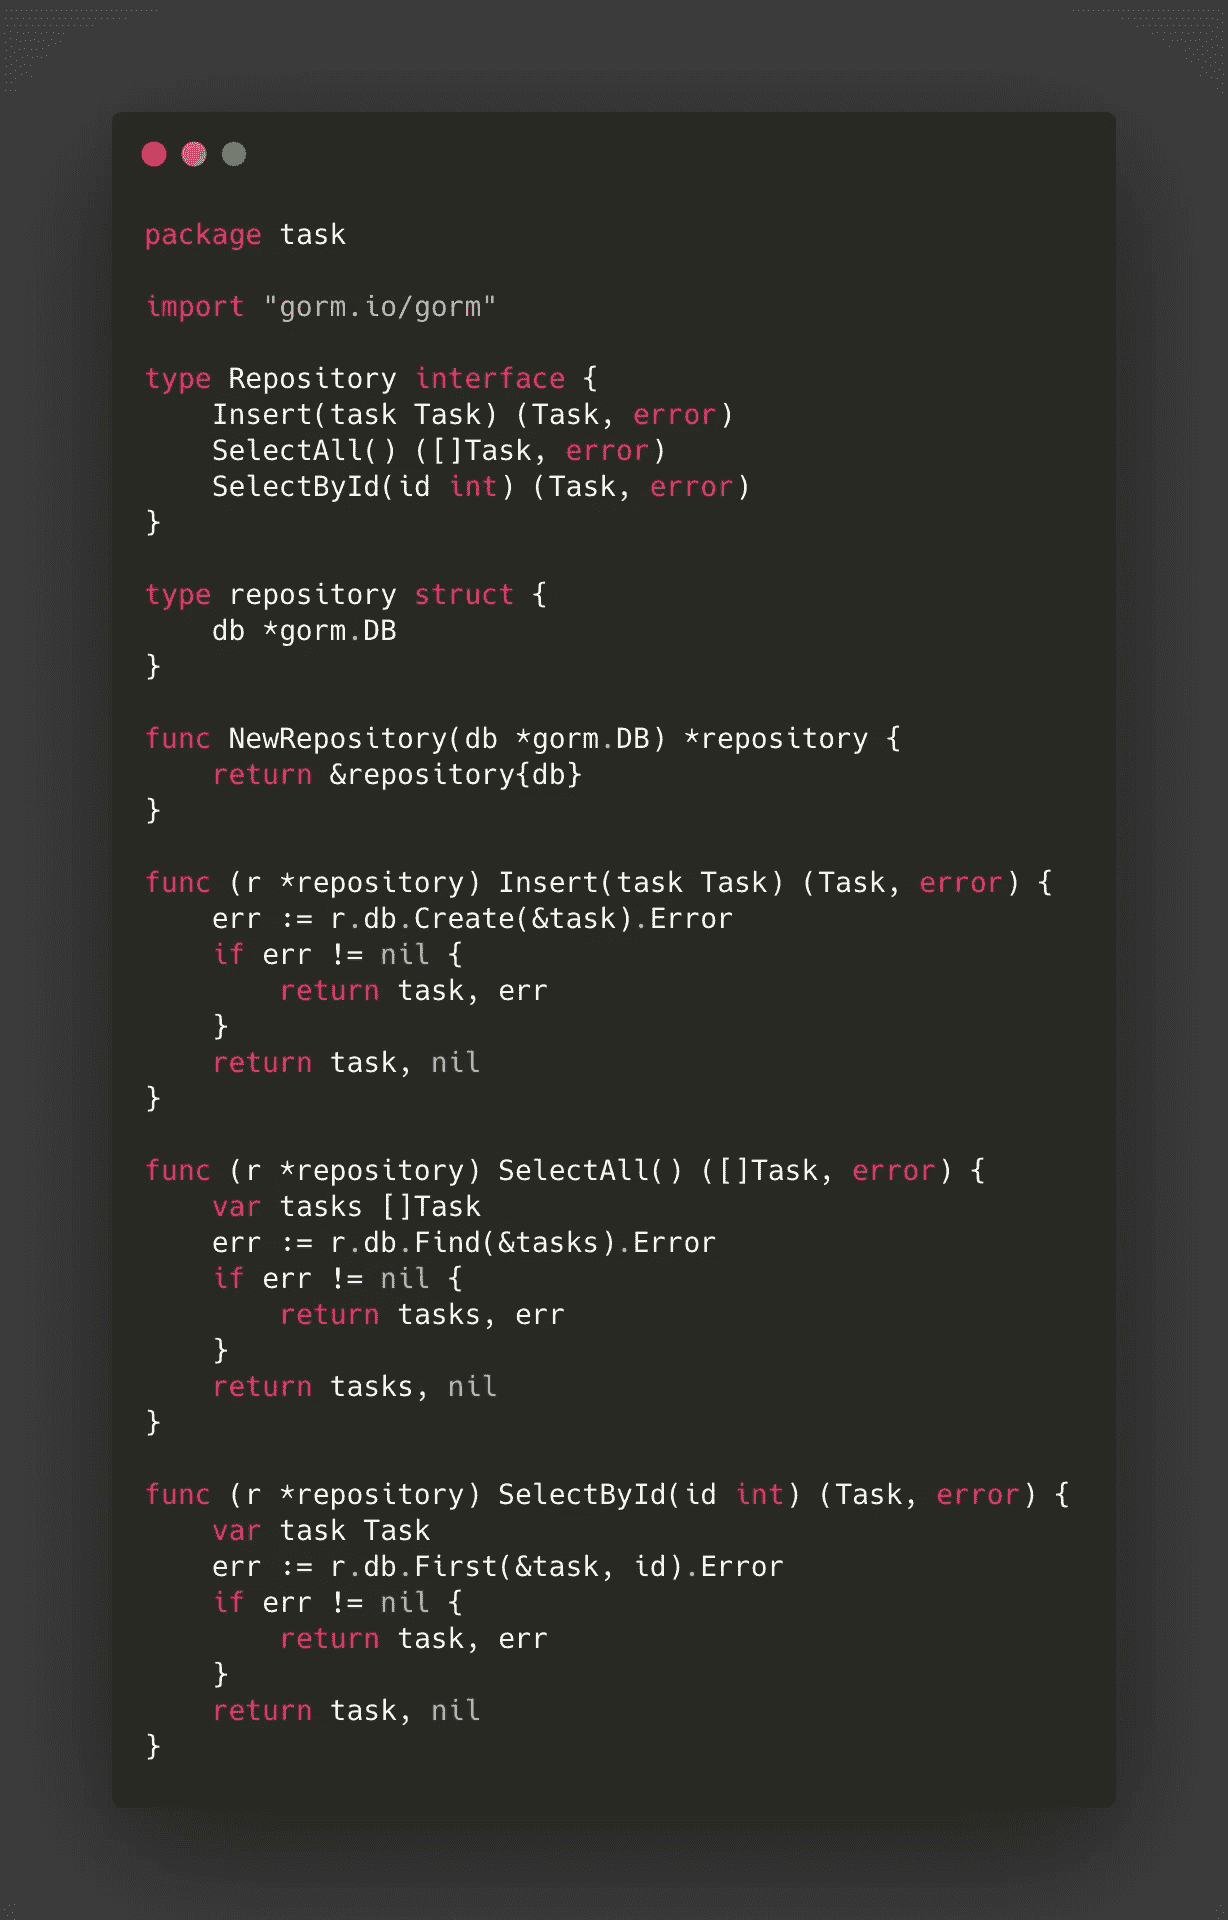 package task
import "gorm.io/gorm"
type Repository interface {
    Insert(task Task) (Task, error)
    SelectAll() ([]Task, error)
    SelectById(id int) (Task, error)
}
type repository struct {
    db *gorm.DB
}
func NewRepository(db *gorm.DB) *repository {
    return &repository{db}
}
func (r *repository) Insert(task Task) (Task, error) {
    err := r.db.Create(&task).Error
    if err != nil {
        return task, err
    }
    return task, nil
}
func (r *repository) SelectAll() ([]Task, error) {
    var tasks []Task
    err := r.db.Find(&tasks).Error
    if err != nil {
        return tasks, err
    }
    return tasks, nil
}
func (r *repository) SelectById(id int) (Task, error) {
    var task Task
    err := r.db.First(&task, id).Error
    if err != nil {
        return task, err
    }
    return task, nil
}